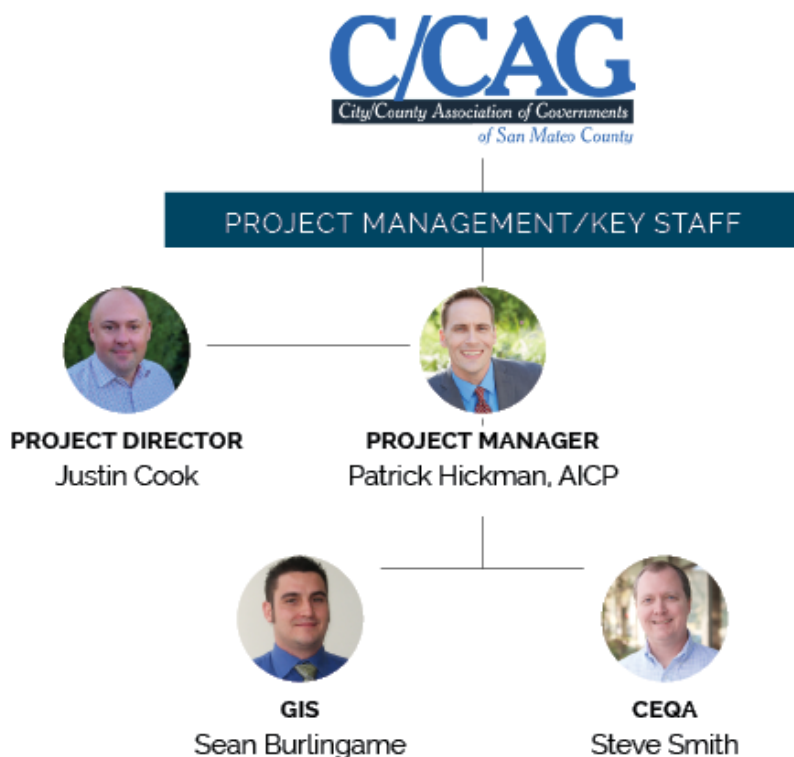 C/CAG
City/County Association of Governments
of San Mateo County
PROJECT MANAGEMENT/KEY STAFF
PROJECT DIRECTOR
Justin Cook
PROJECT MANAGER
Patrick Hickman, AICP
GIS
Sean Burlingame
CEQA
Steve Smith